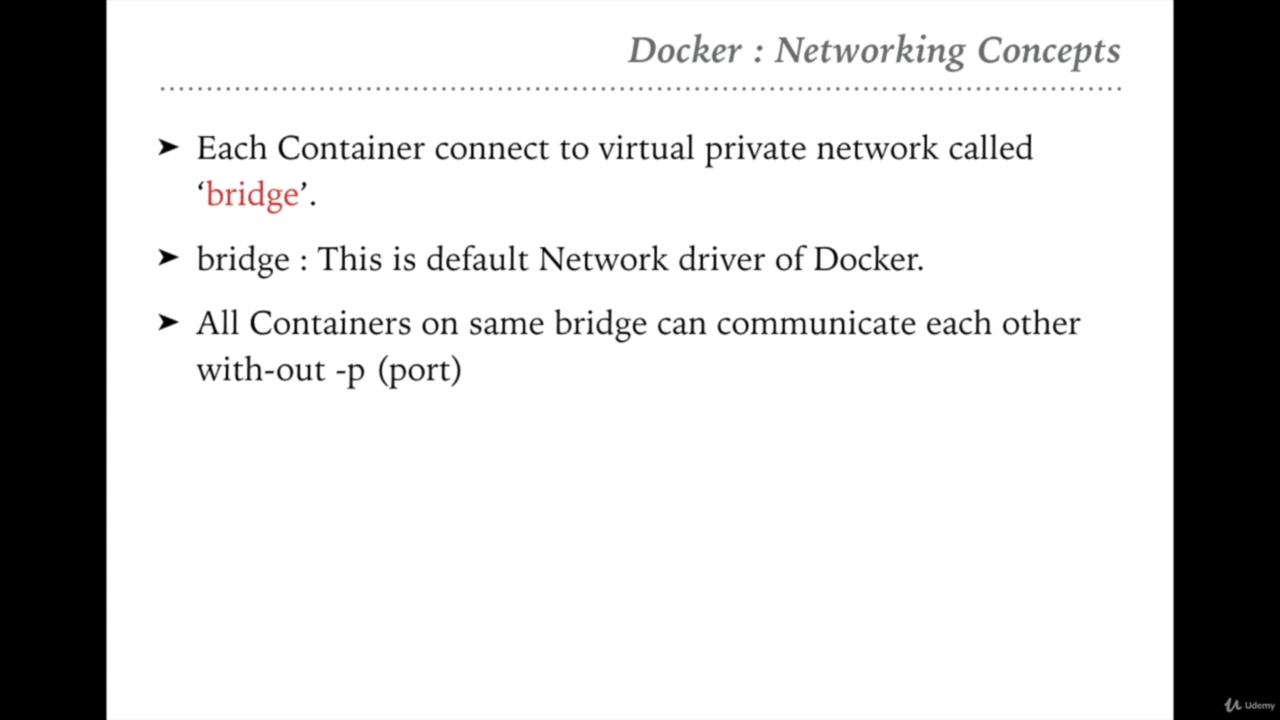 Docker : Networking Concepts
➤ Each Container connect to virtual private network called
‘bridge’.
➤ bridge : This is default Network driver of Docker.
➤ All Containers on same bridge can communicate each other
with-out -p (port)
Udemy